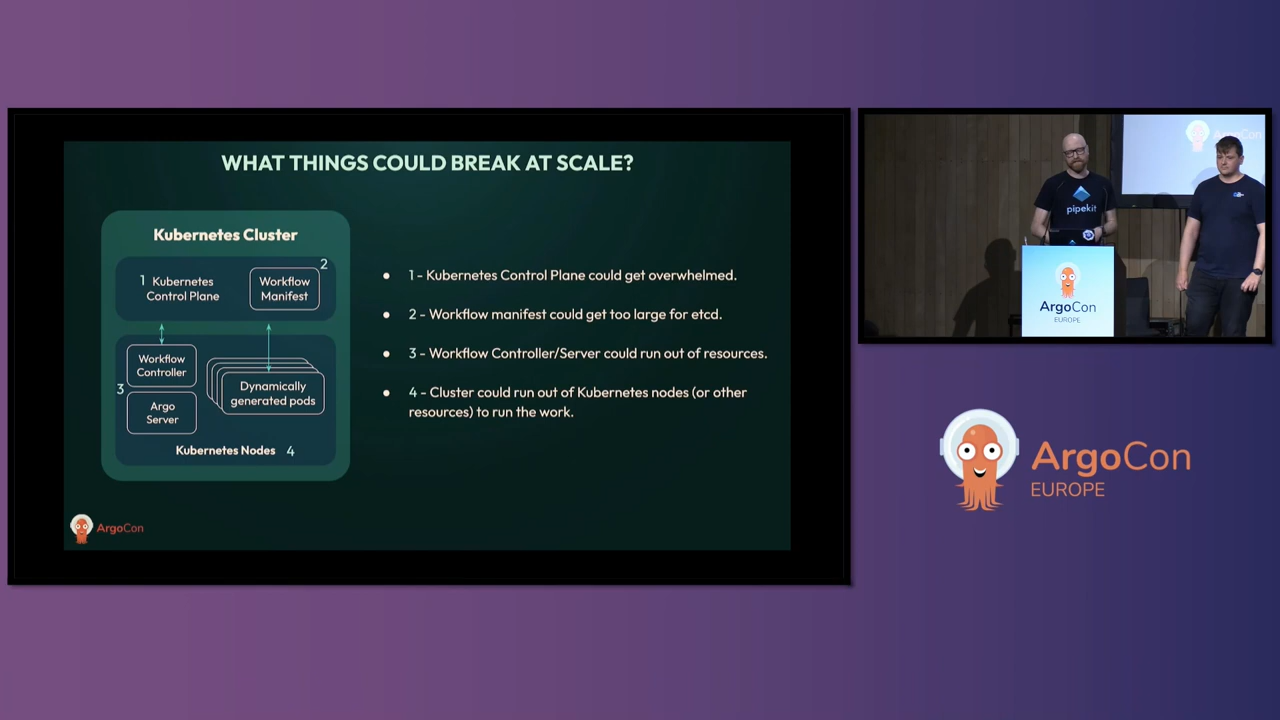 WHAT THINGS COULD BREAK AT SCALE?
Kubernetes Cluster
1 Kubernetes
Control Plane
2
Workflow
Manifest
Workflow
Controller
3
Argo
Server
Dynamically
generated pods
Kubernetes Nodes 4
● 1 - Kubernetes Control Plane could get overwhelmed.
● 2 - Workflow manifest could get too large for etcd.
● 3 - Workflow Controller/Server could run out of resources.
● 4 - Cluster could run out of Kubernetes nodes (or other
resources) to run the work.
ArgoCon
ArgoCon
pipekit
ArgoCon
EUROPE
ArgoCon
EUROPE